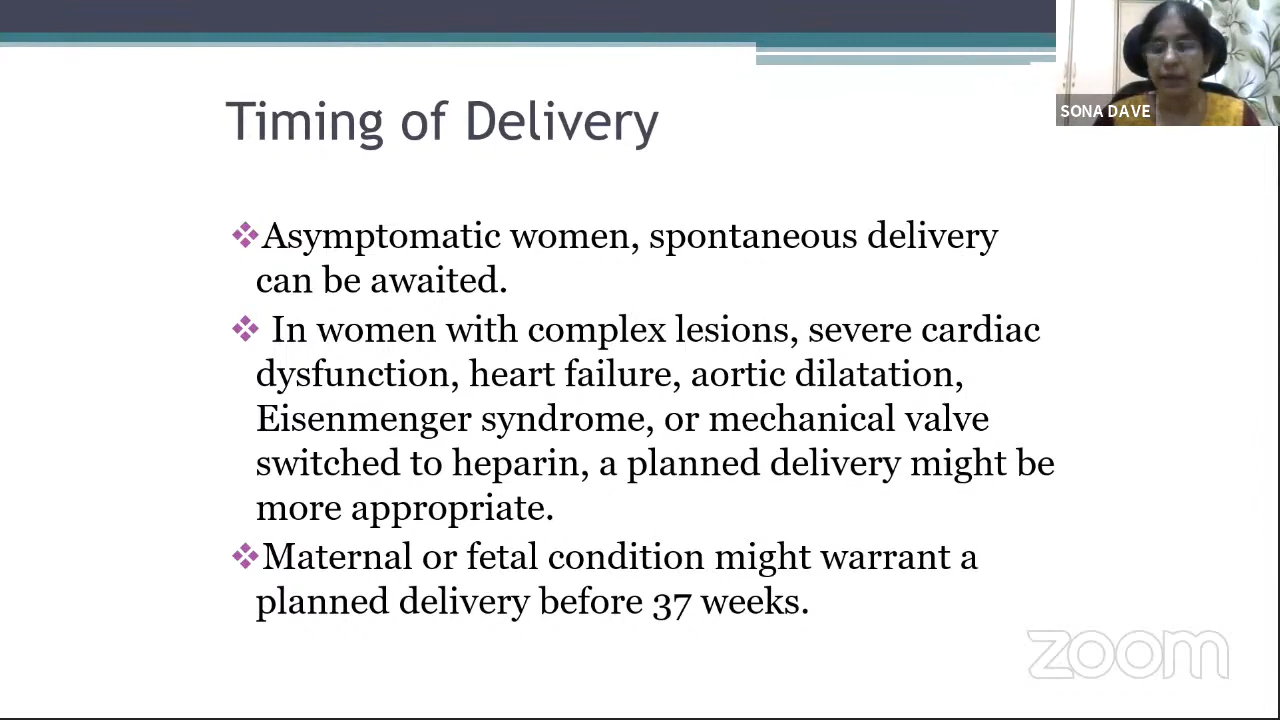 SONA DAVE
Timing of Delivery
❖Asymptomatic women, spontaneous delivery
can be awaited.
❖ In women with complex lesions, severe cardiac
dysfunction, heart failure, aortic dilatation,
Eisenmenger syndrome, or mechanical valve
switched to heparin, a planned delivery might be
more appropriate.
❖Maternal or fetal condition might warrant a
planned delivery before 37 weeks.
zoom